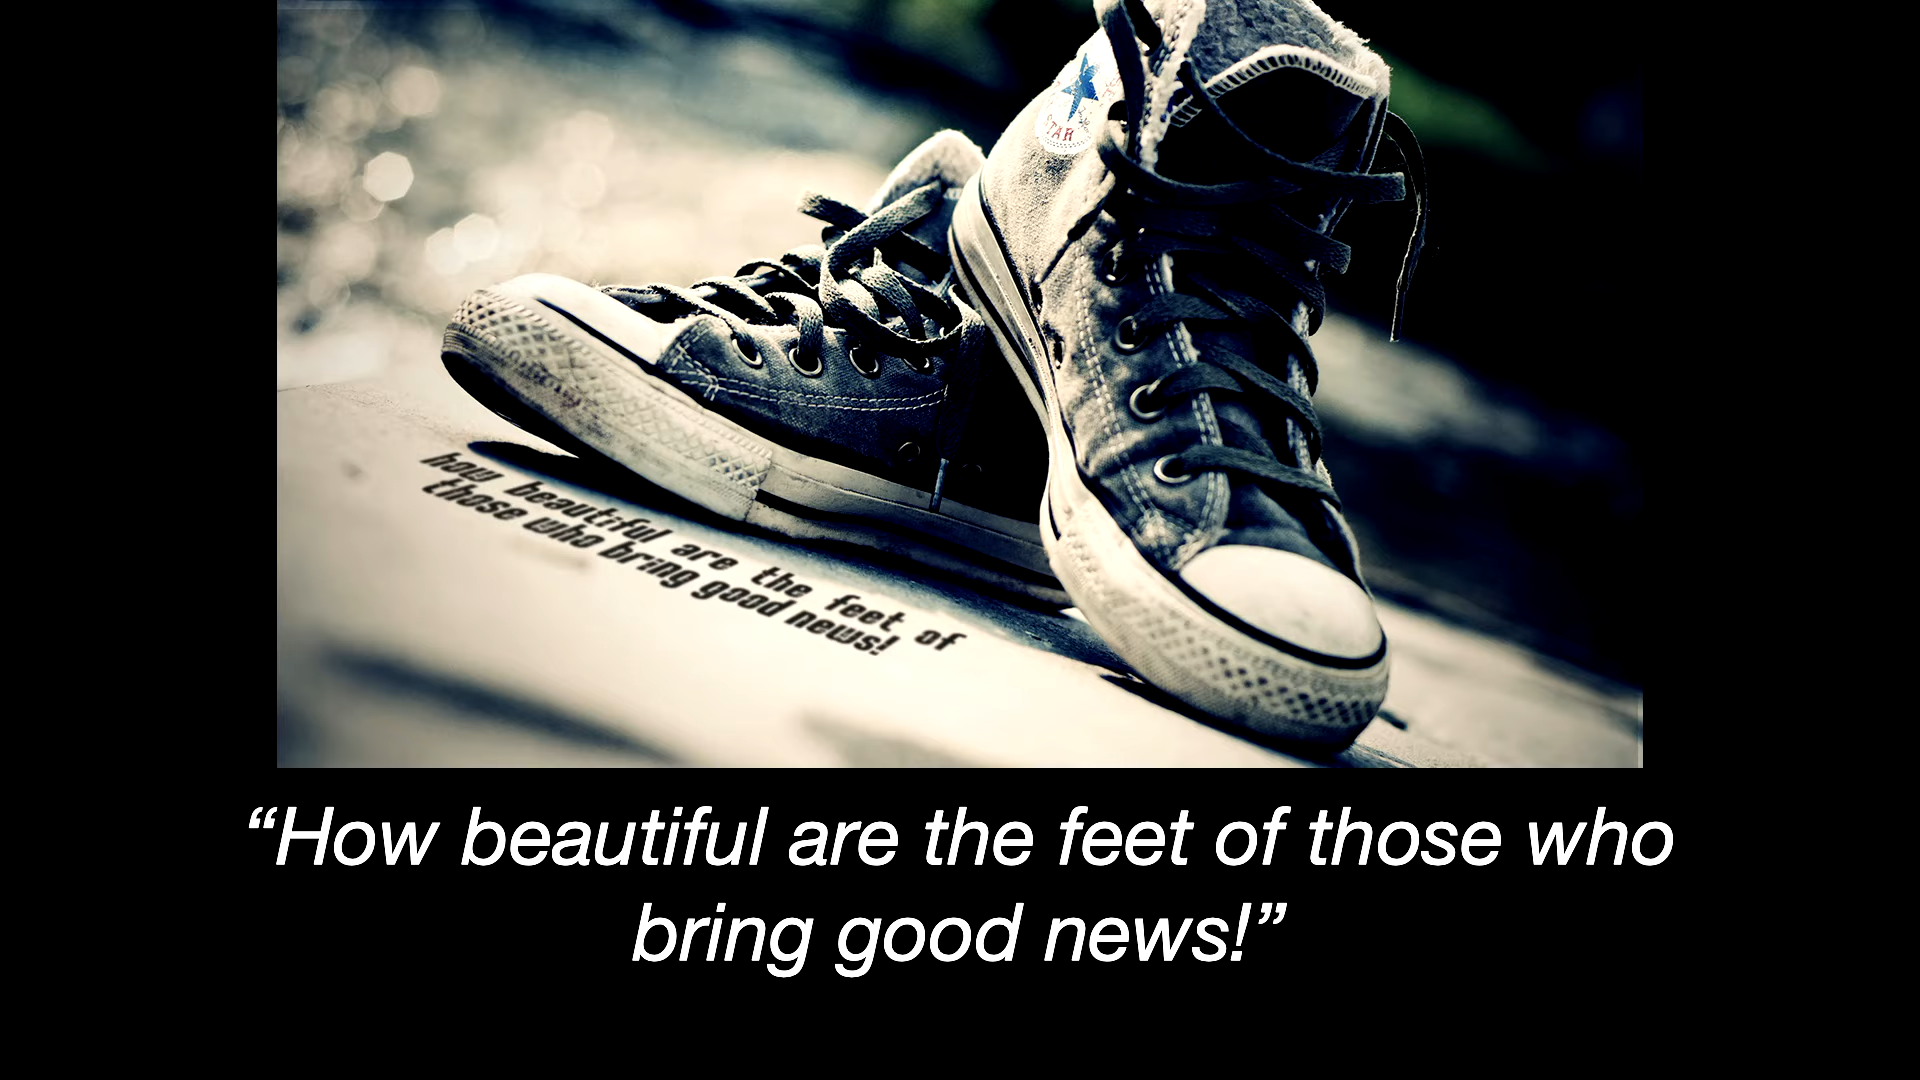 STAR
how beautiful are the feet of
those who bring good news!
“How beautiful are the feet of those who
bring good news!”